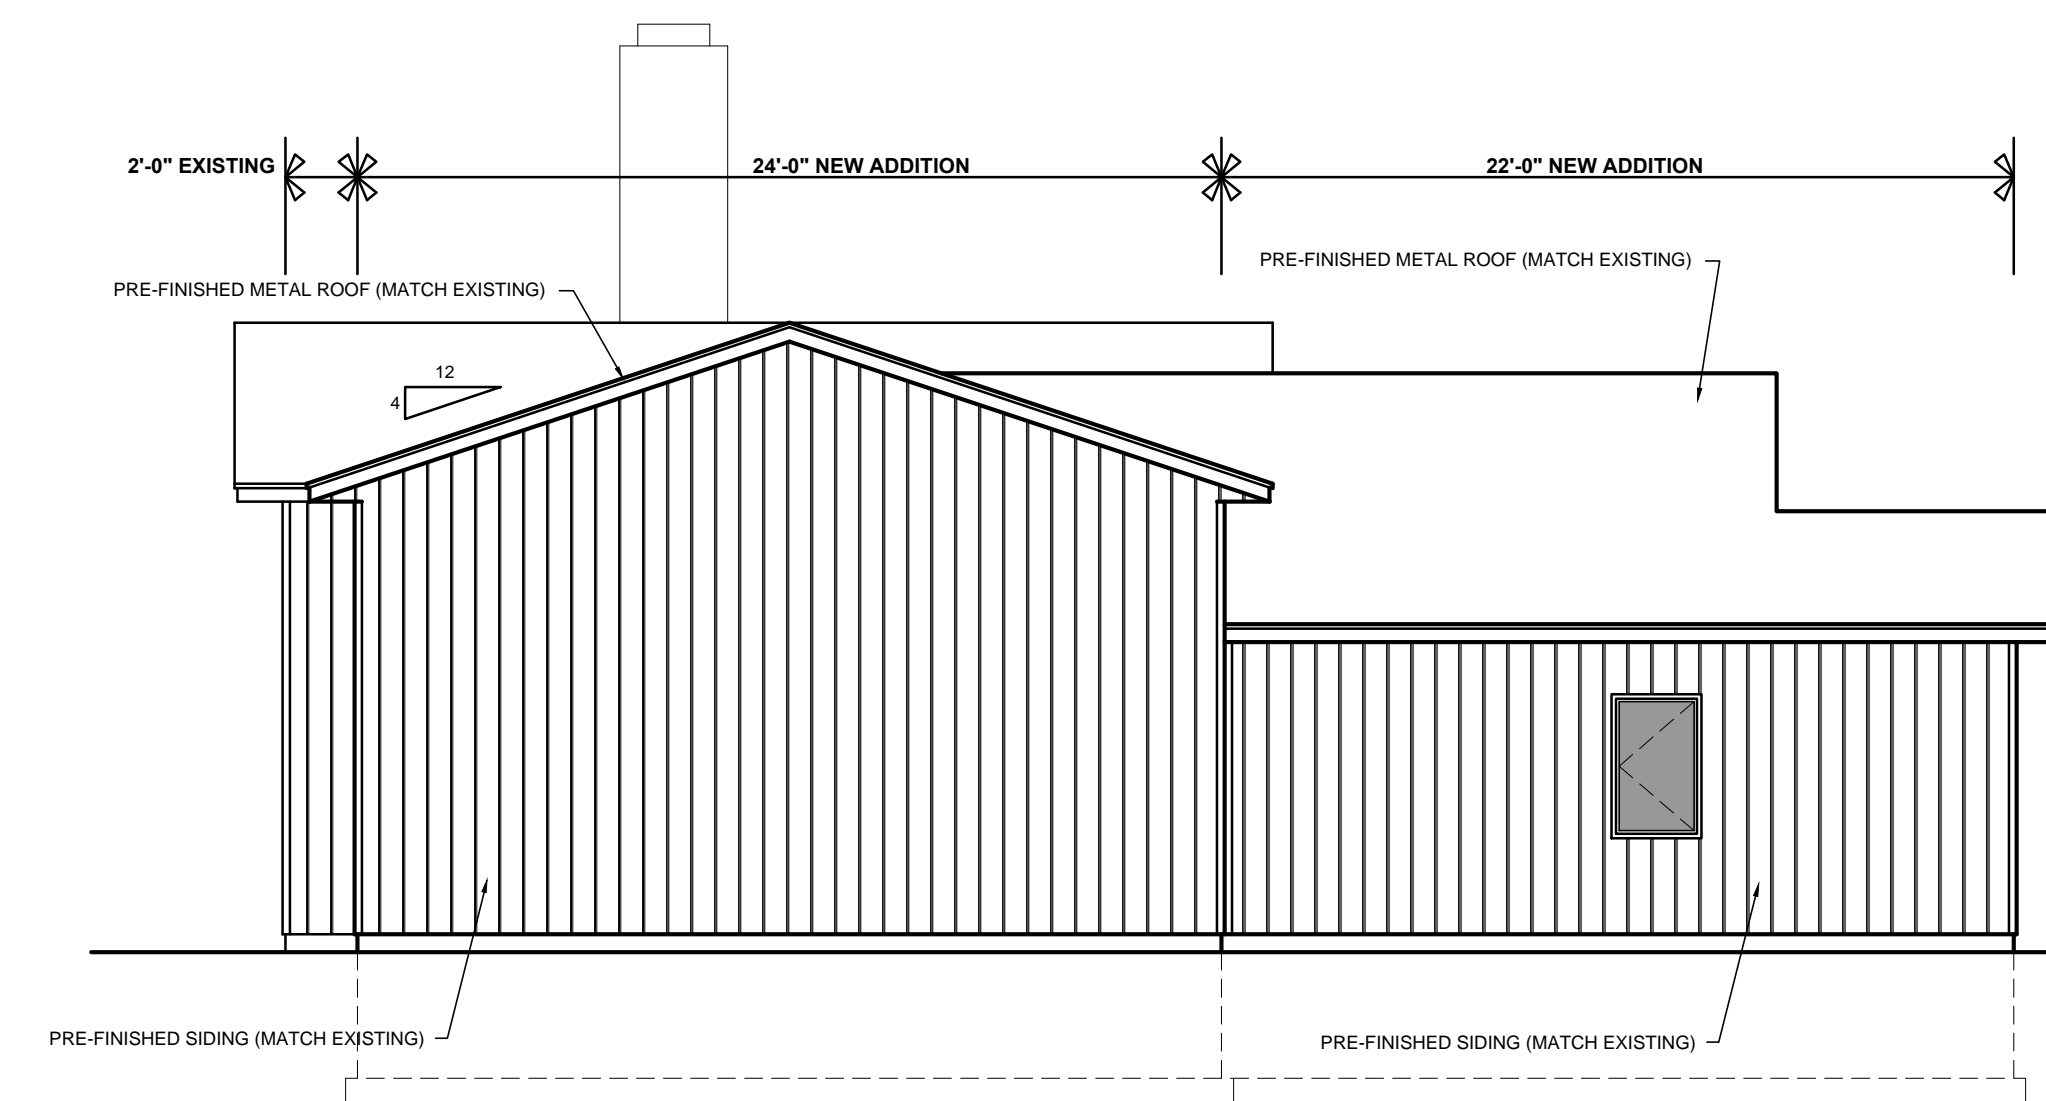 2'-0" EXISTING
24'-0" NEW ADDITION
22'-0" NEW ADDITION
PRE-FINISHED METAL ROOF (MATCH EXISTING)
PRE-FINISHED METAL ROOF (MATCH EXISTING)
12
4
PRE-FINISHED SIDING (MATCH EXISTING)
PRE-FINISHED SIDING (MATCH EXISTING)